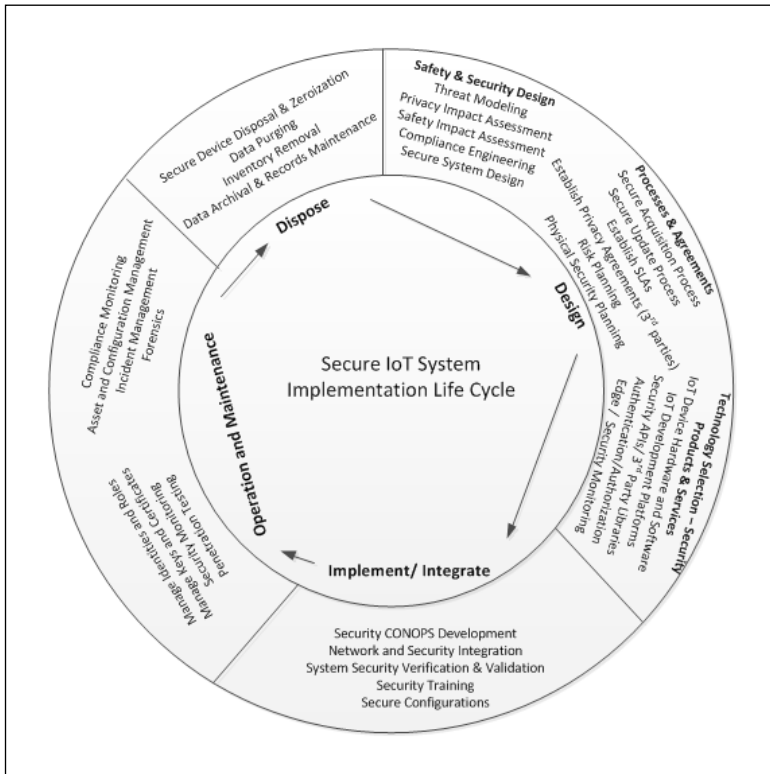 Safety & Security Design
Threat Modeling
Privacy Impact Assessment
Safety Impact Assessment
Compliance Engineering
Secure System Design
Processes & Agreements
Secure Acquisition Process
Secure Update Process
Establish SLAs
Establish Privacy Agreements (3rd parties)
Risk Planning
Physical Security Planning
Technology Selection – Security
Products & Services
IoT Device Hardware and Software
IoT Development Platforms
Security APIs/ 3rd Party Libraries
Authentication/Authorization
Edge / Security Monitoring
Security CONOPS Development
Network and Security Integration
System Security Verification & Validation
Security Training
Secure Configurations
Manage Identities and Roles
Manage Keys and Certificates
Security Monitoring
Penetration Testing
Compliance Monitoring
Asset and Configuration Management
Incident Management
Forensics
Secure Device Disposal & Zeroization
Data Purging
Inventory Removal
Data Archival & Records Maintenance
Dispose
Design
Implement/ Integrate
Operation and Maintenance
Secure IoT System
Implementation Life Cycle